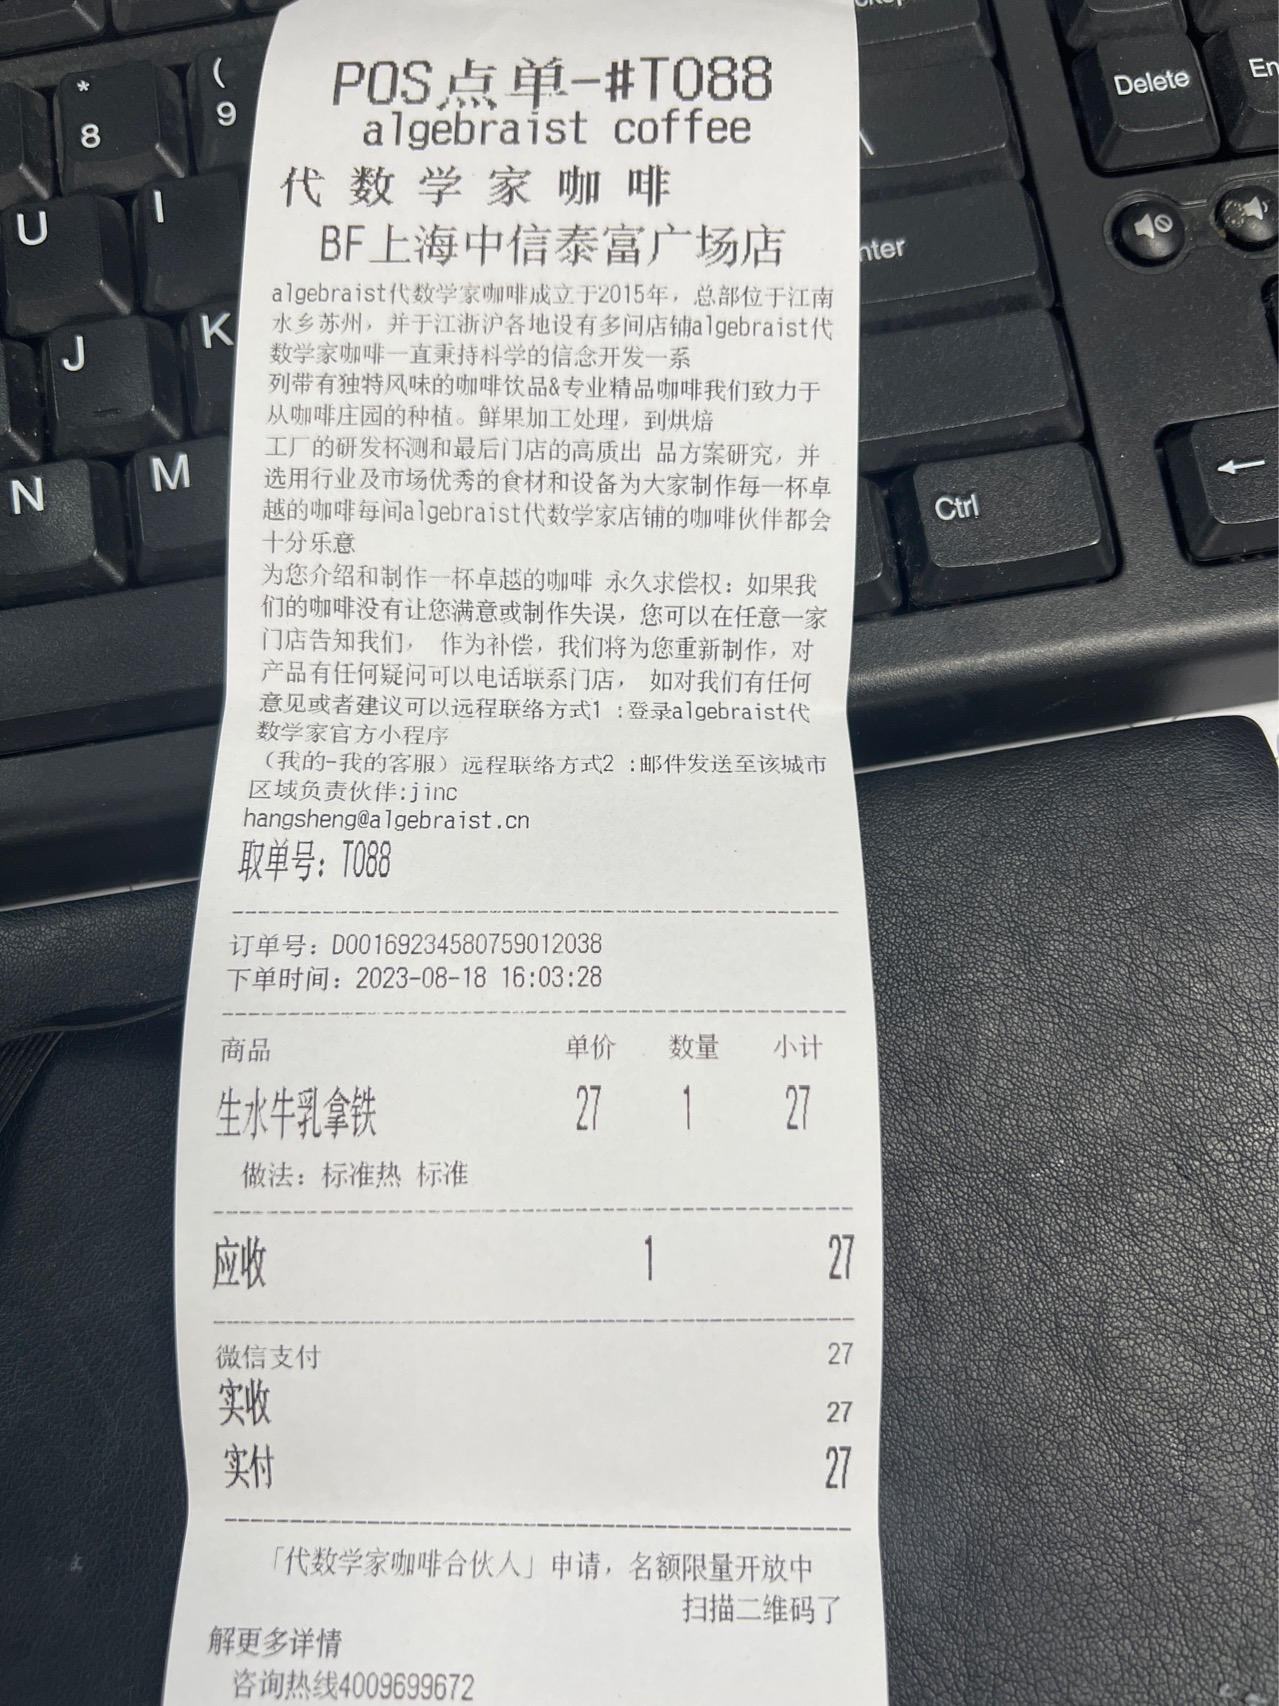 POS点单-#T088
algebraist coffee
代数学家咖啡
BF上海中信泰富广场店
algebraist代数学家咖啡成立于2015年，总部位于江南
水乡苏州，并于江浙沪各地设有多间店铺algebraist代
数学家咖啡一直秉持科学的信念开发一系
列带有独特风味的咖啡饮品&专业精品咖啡我们致力于
从咖啡庄园的种植。鲜果加工处理，到烘焙
工厂的研发杯测和最后门店的高质出 品方案研究，并
选用行业及市场优秀的食材和设备为大家制作每一杯卓
越的咖啡每间algebraist代数学家店铺的咖啡伙伴都会
十分乐意
为您介绍和制作一杯卓越的咖啡 永久求偿权：如果我
们的咖啡没有让您满意或制作失误，您可以在任意一家
门店告知我们， 作为补偿，我们将为您重新制作，对
产品有任何疑问可以电话联系门店， 如对我们有任何
意见或者建议可以远程联络方式1 :登录algebraist代
数学家官方小程序
（我的-我的客服）远程联络方式2 :邮件发送至该城市
区域负责伙伴:jinc
hangsheng@algebraist.cn
取单号：T088
订单号：D00169234580759012038
下单时间：2023-08-18 16:03:28
商品 单价 数量 小计
生水牛乳拿铁 27 1 27
做法：标准热 标准
应收 1 27
微信支付 27
实收 27
实付 27
「代数学家咖啡合伙人」申请，名额限量开放中
扫描二维码了
解更多详情
咨询热线4009699672
*
8
(
9
U
I
J
K
N
M
Delete
En
nter
Ctrl
\
←